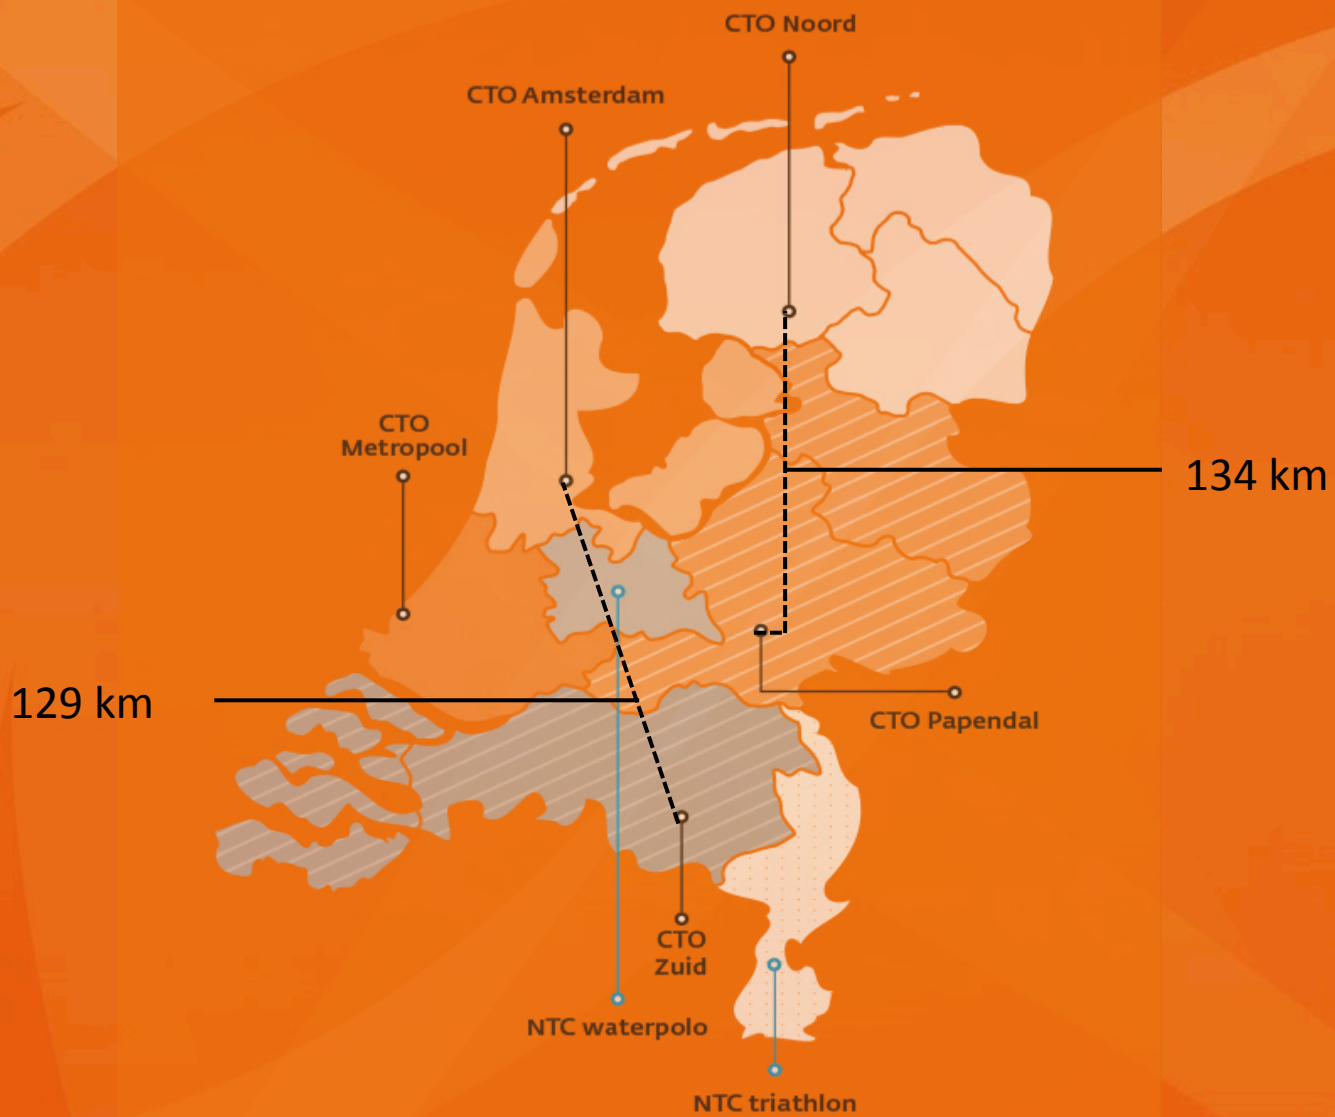 CTO Noord
CTO Amsterdam
CTO
Metropool
134 km
129 km
CTO Papendal
CTO
Zuid
NTC waterpolo
NTC triathlon